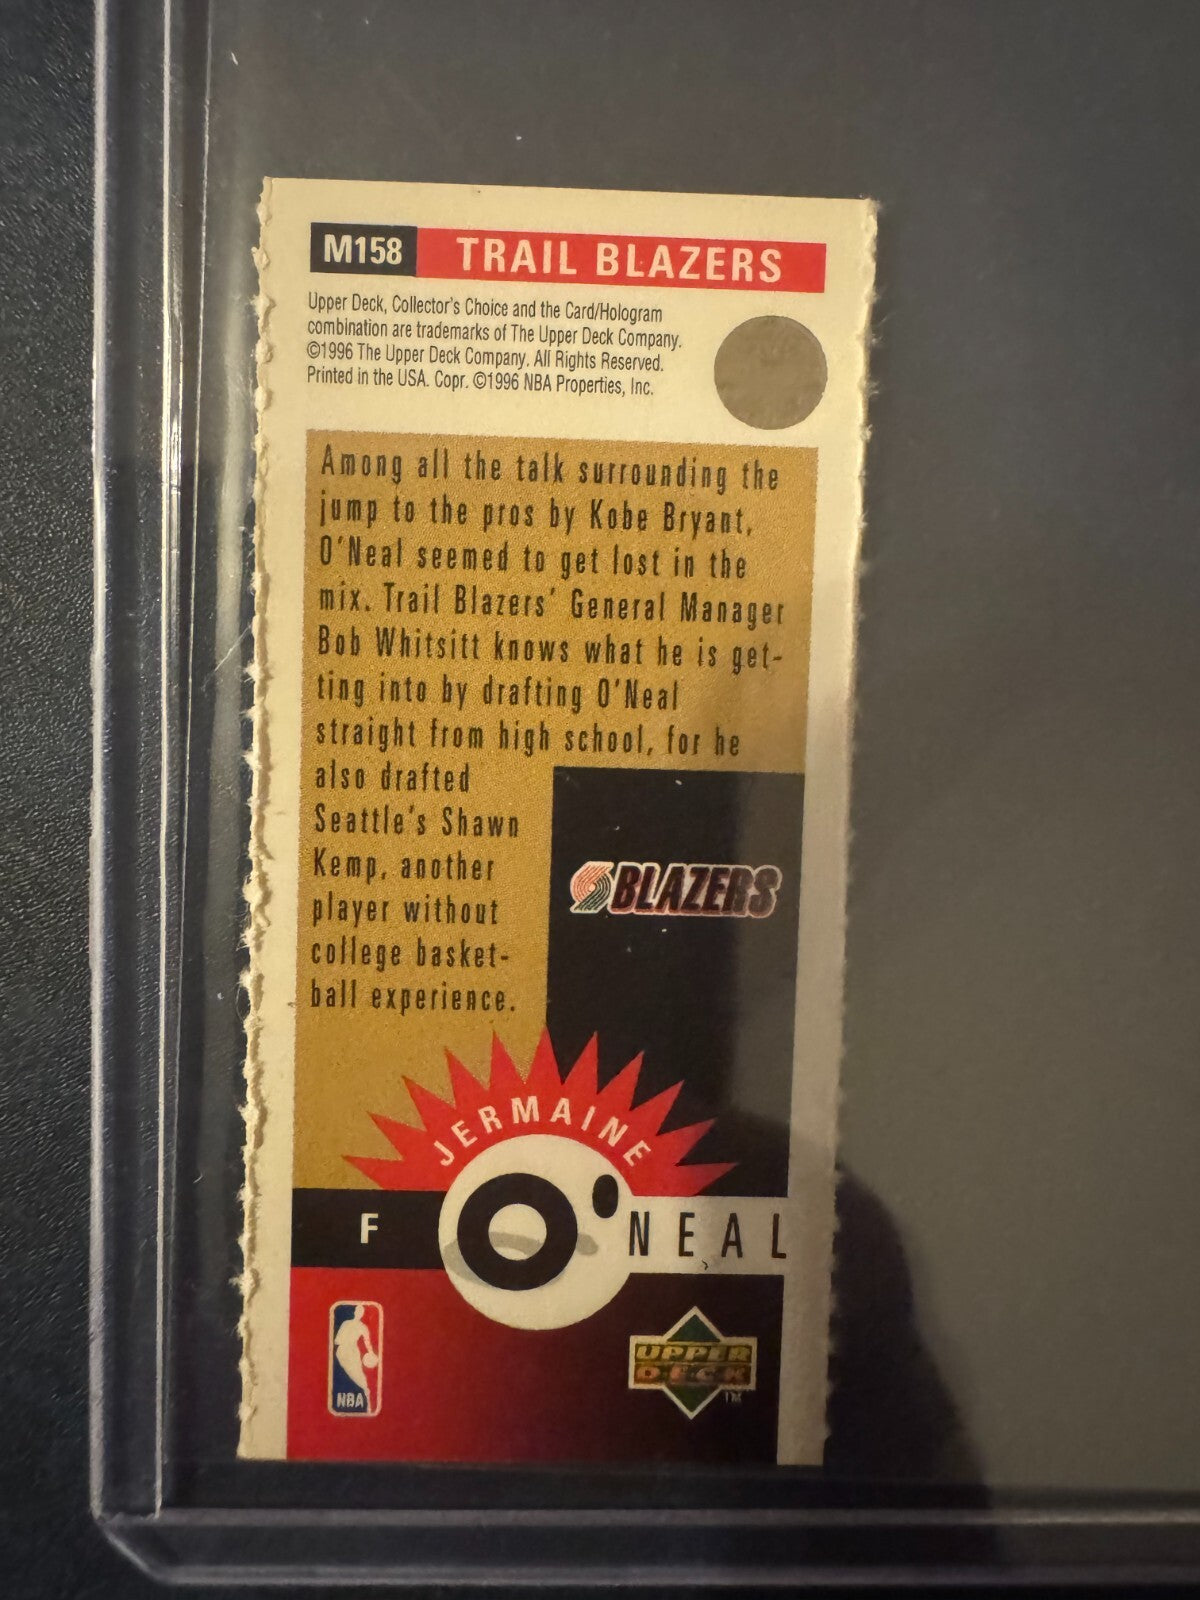 M158 TRAIL BLAZERS
Upper Deck, Collector's Choice and the Card/Hologram
combination are trademarks of The Upper Deck Company.
©1996 The Upper Deck Company. All Rights Reserved.
Printed in the USA. Copr. ©1996 NBA Properties, Inc.
Among all the talk surrounding the
jump to the pros by Kobe Bryant,
O'Neal seemed to get lost in the
mix. Trail Blazers' General Manager
Bob Whitsitt knows what he is get-
ting into by drafting O'Neal
straight from high school, for he
also drafted
Seattle's Shawn
Kemp, another
player without
college basket-
ball experience.
BLAZERS
JERMAINE
F O'NEAL
NBA
UPPER
DECK
TM